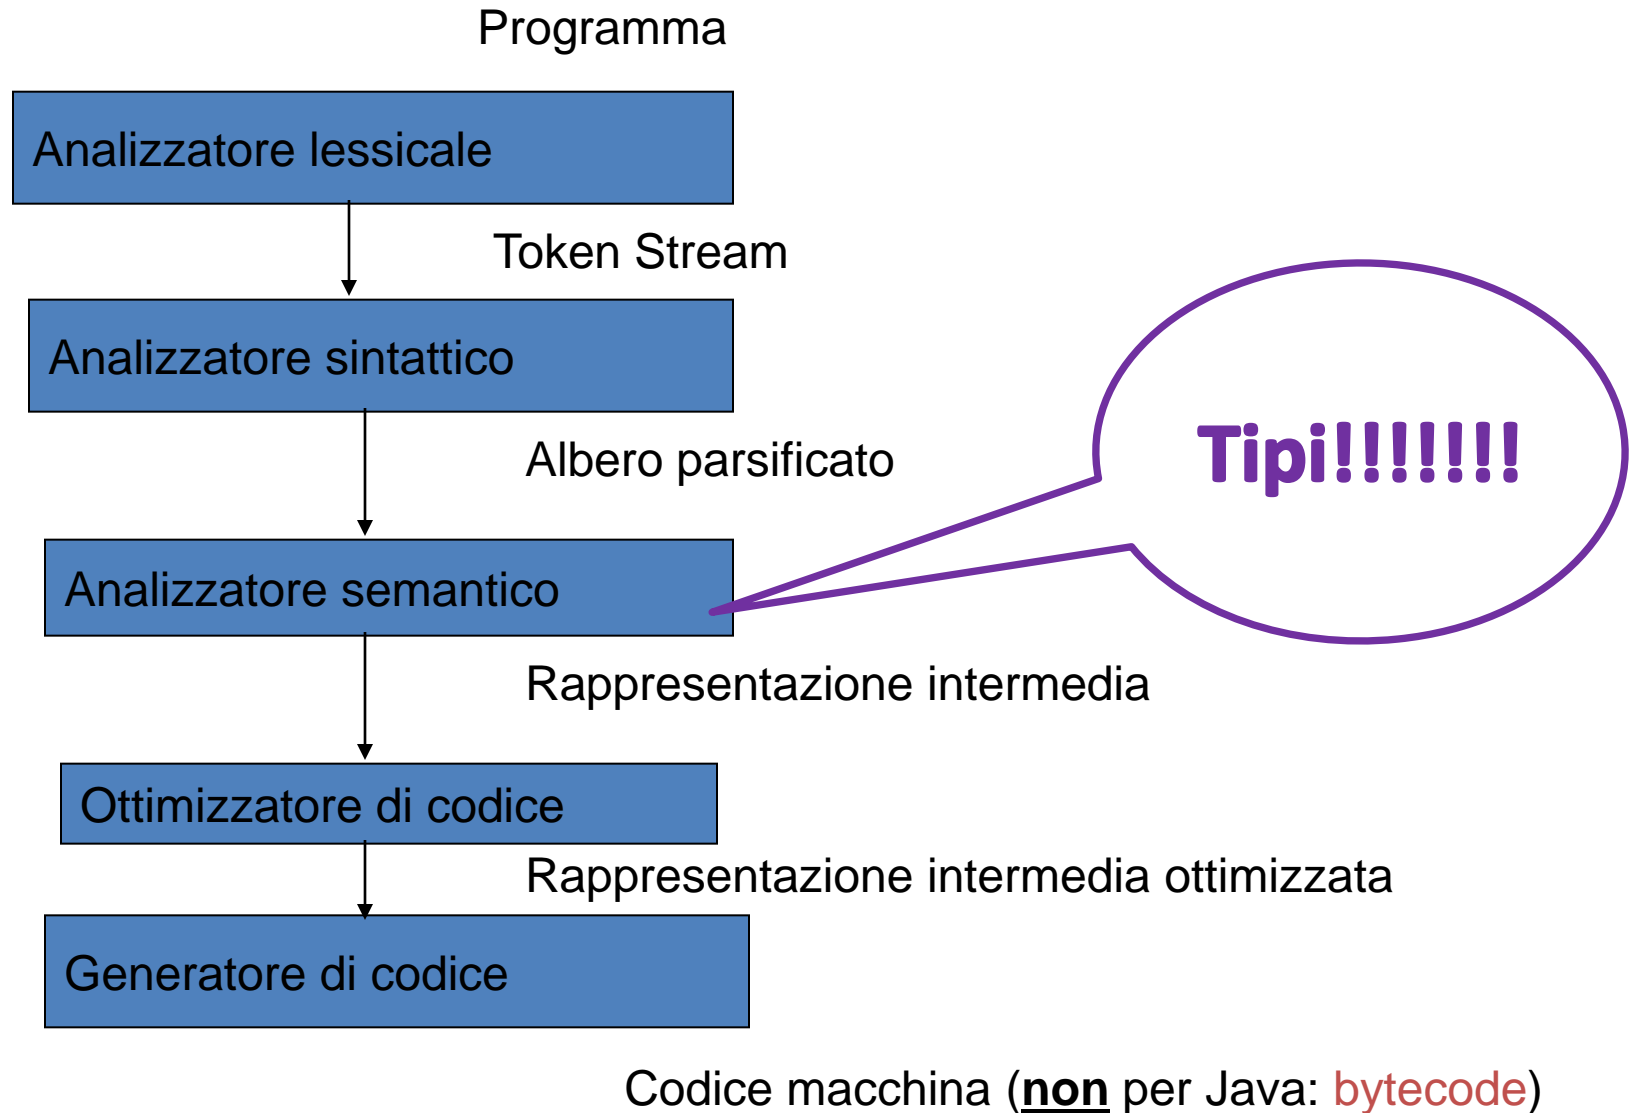 Programma
Analizzatore lessicale
Token Stream
Analizzatore sintattico
Albero parsificato
Tipi!!!!!!!
Analizzatore semantico
Rappresentazione intermedia
Ottimizzatore di codice
Rappresentazione intermedia ottimizzata
Generatore di codice
Codice macchina (non per Java: bytecode)